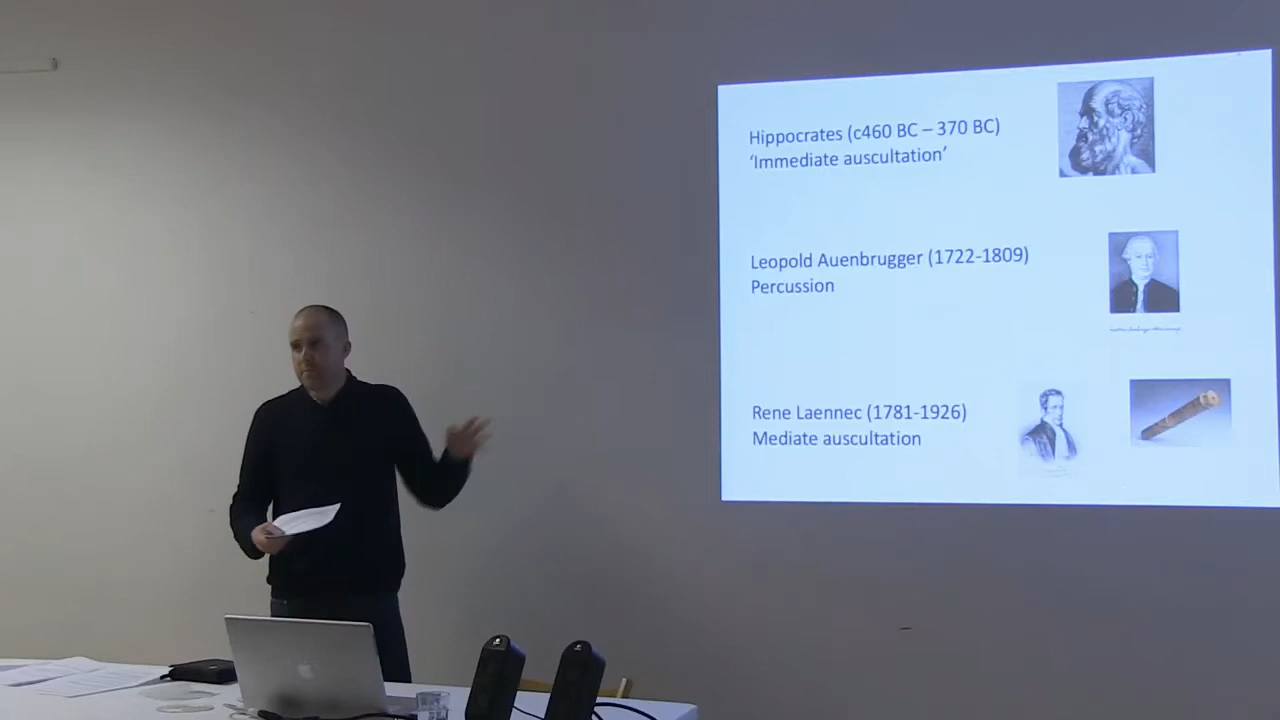 Hippocrates (c460 BC – 370 BC)
‘Immediate auscultation’
Leopold Auenbrugger (1722-1809)
Percussion
Rene Laennec (1781-1926)
Mediate auscultation